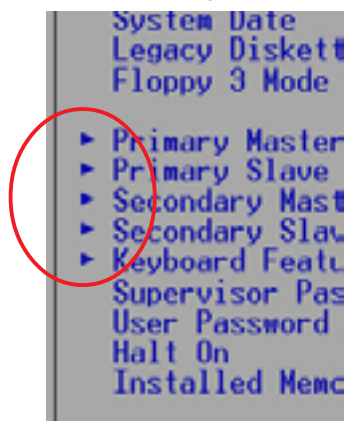 System Date
Legacy Diskett
Floppy 3 Mode
Primary Master
Primary Slave
Secondary Mast
Secondary Slav
Keyboard Featu
Supervisor Pas
User Password
Halt On
Installed Memo